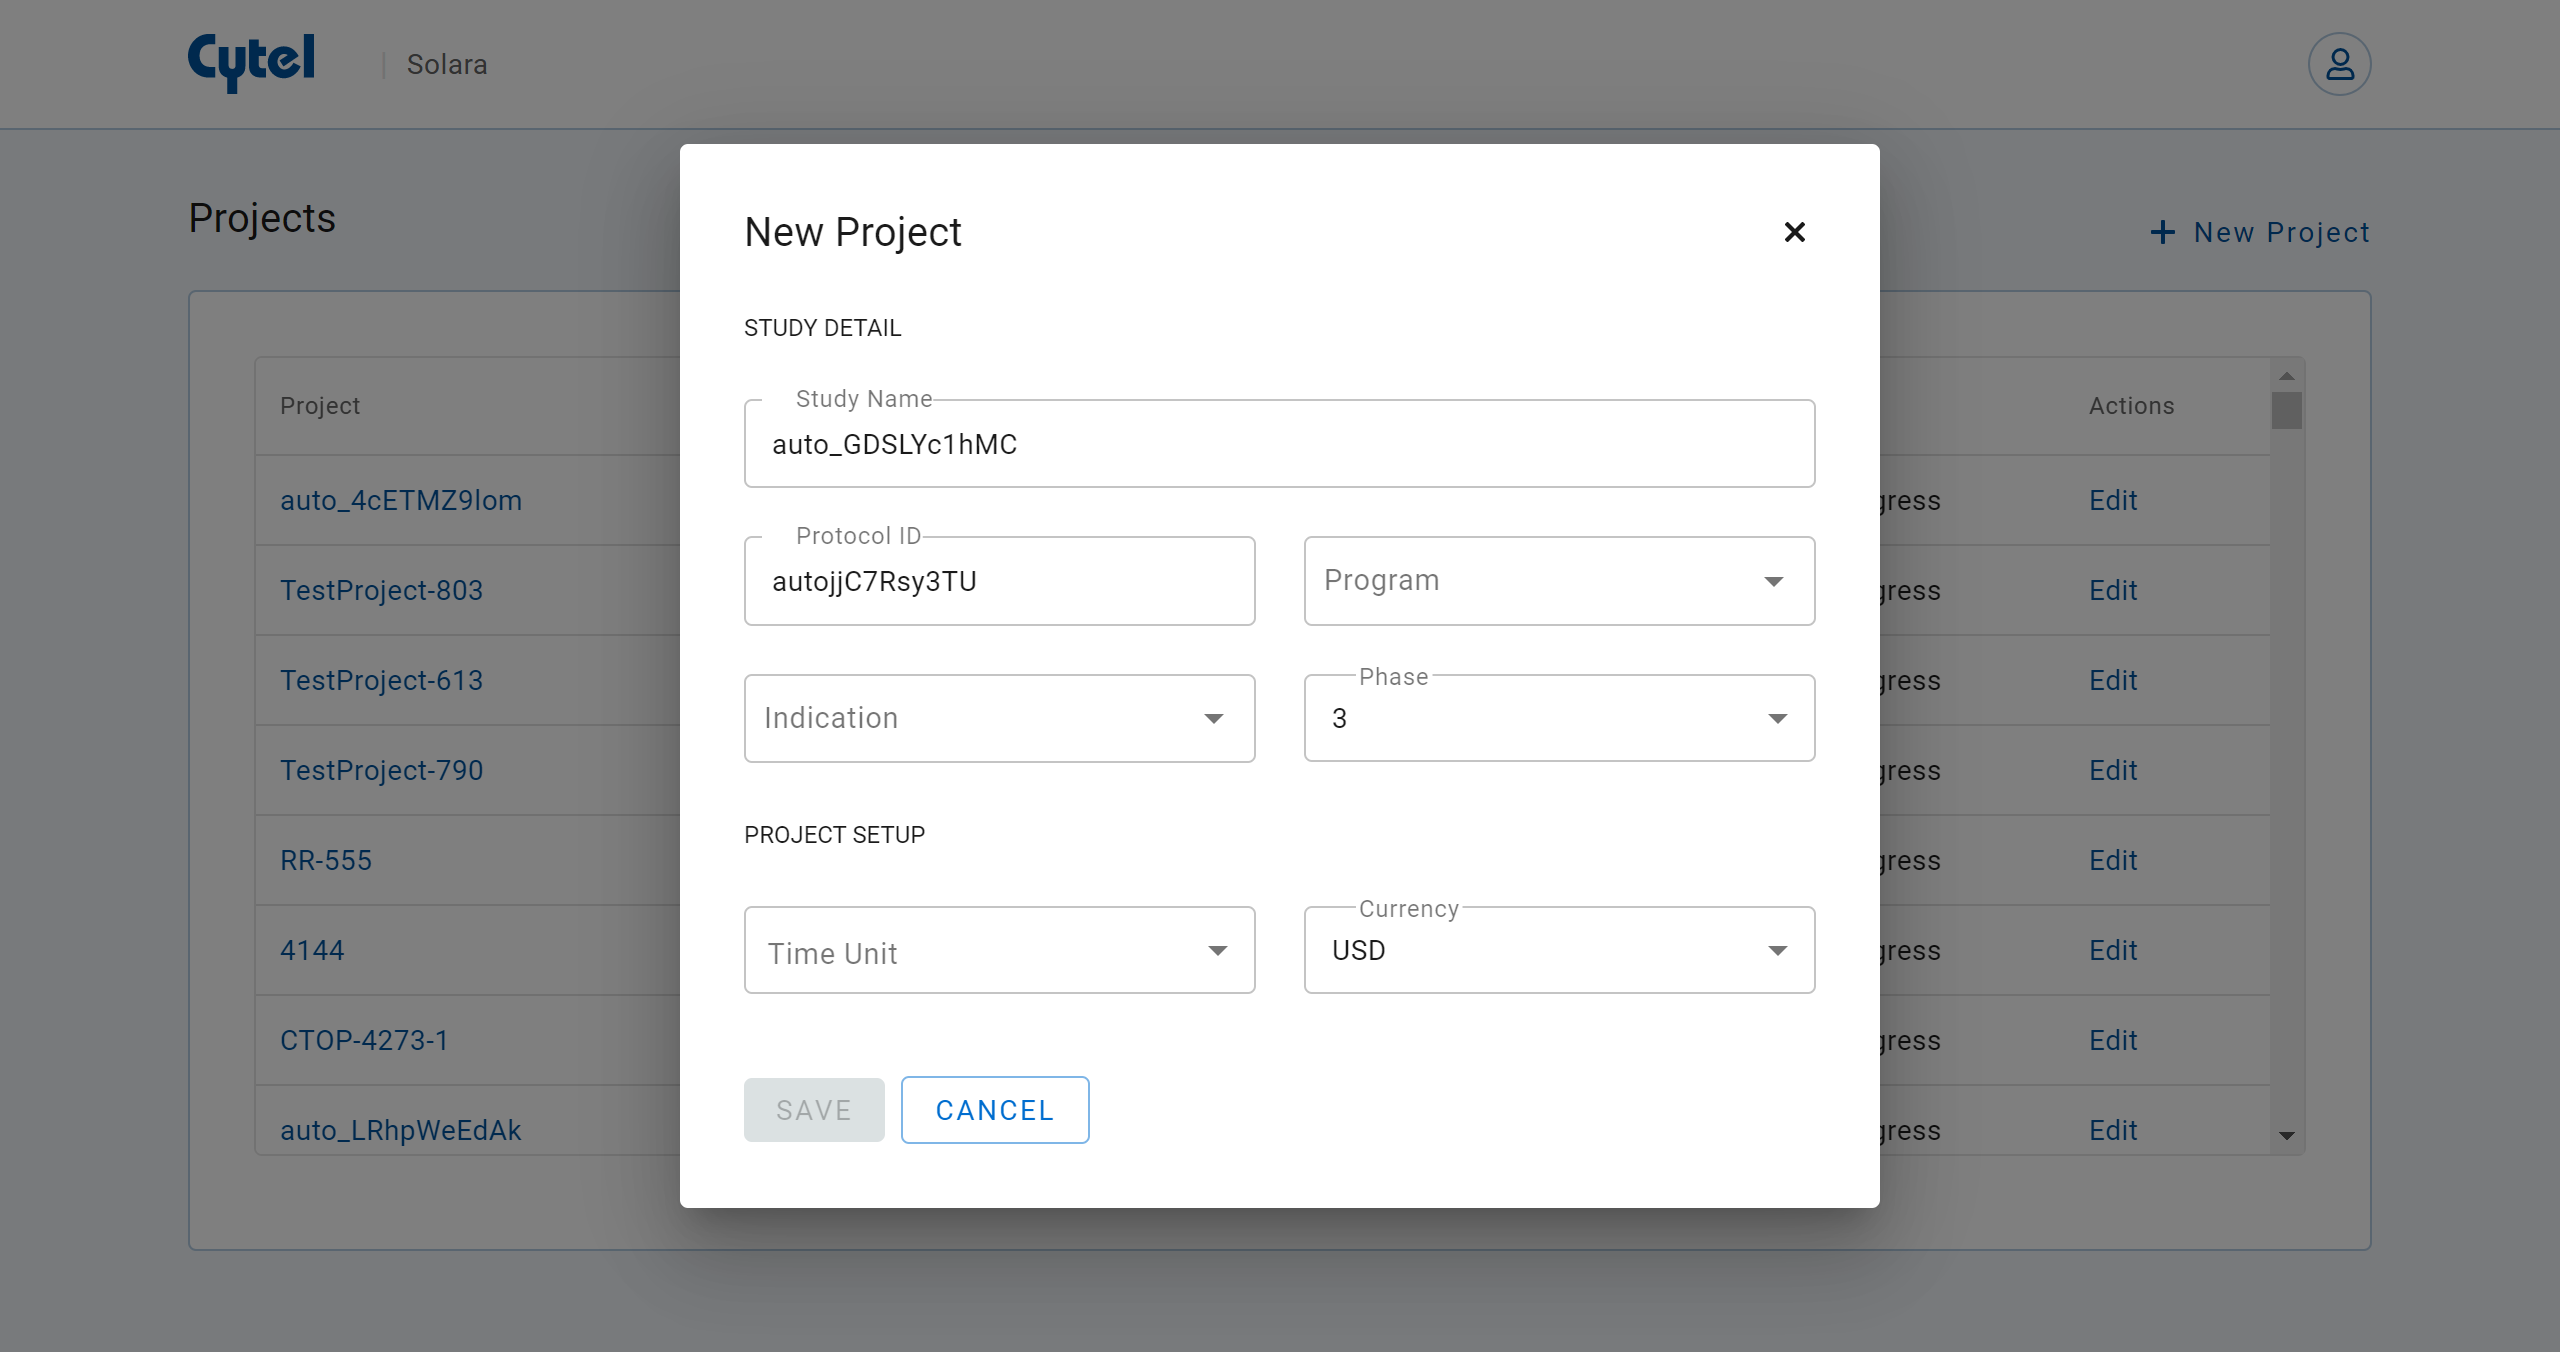 Cytel
Solara
Projects
New Project
Project
Actions
auto_4cETMZ9lom
gress
Edit
TestProject-803
gress
Edit
TestProject-613
gress
Edit
TestProject-790
gress
Edit
RR-555
gress
Edit
4144
gress
Edit
CTOP-4273-1
gress
Edit
auto_LRhpWeEdAk
gress
Edit
New Project
STUDY DETAIL
Study Name
auto_GDSLYc1hMC
Protocol ID
autojjC7Rsy3TU
Program
Indication
Phase
3
PROJECT SETUP
Time Unit
Currency
USD
SAVE
CANCEL